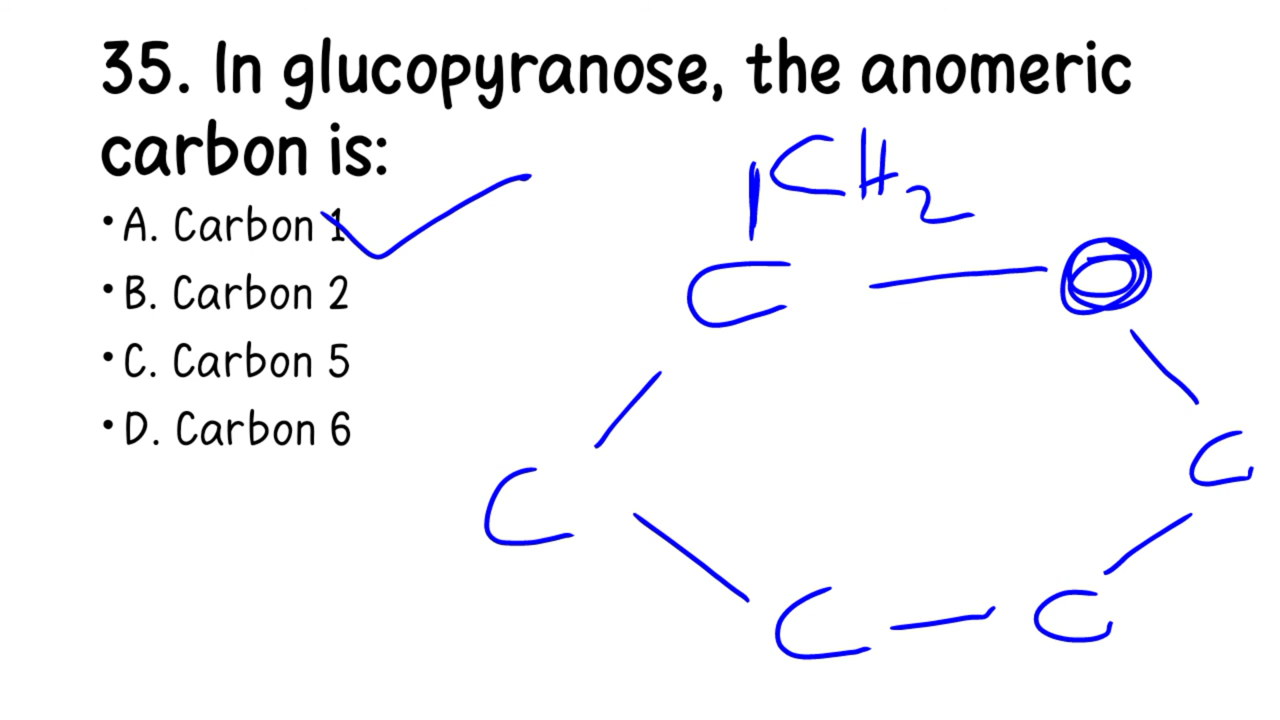 35. In glucopyranose, the anomeric
carbon is:
• A. Carbon 1
• B. Carbon 2
• C. Carbon 5
• D. Carbon 6
CH2
C O
C
C
C C